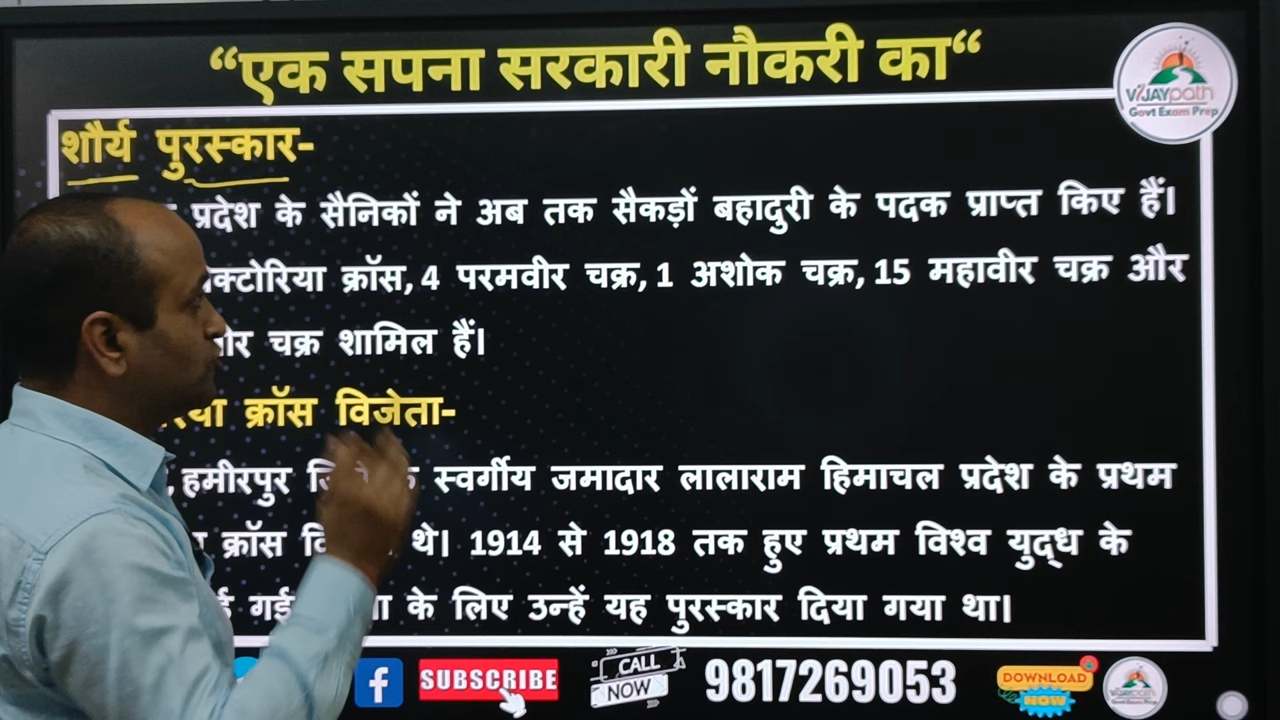 “एक सपना सरकारी नौकरी का“
VIJAYpath
Govt Exam Prep
शौर्य पुरस्कार-
प्रदेश के सैनिकों ने अब तक सैकड़ों बहादुरी के पदक प्राप्त किए हैं।
क्रॉस, 4 परमवीर चक्र, 1 अशोक चक्र, 15 महावीर चक्र और
चक्र शामिल हैं।
क्रॉस विजेता-
हमीरपुर स्वर्गीय जमादार लालाराम हिमाचल प्रदेश के प्रथम
क्रॉस थे। 1914 से 1918 तक हुए प्रथम विश्व युद्ध के
गई के लिए उन्हें यह पुरस्कार दिया गया था।
f SUBSCRIBE CALL NOW 9817269053 DOWNLOAD NOW